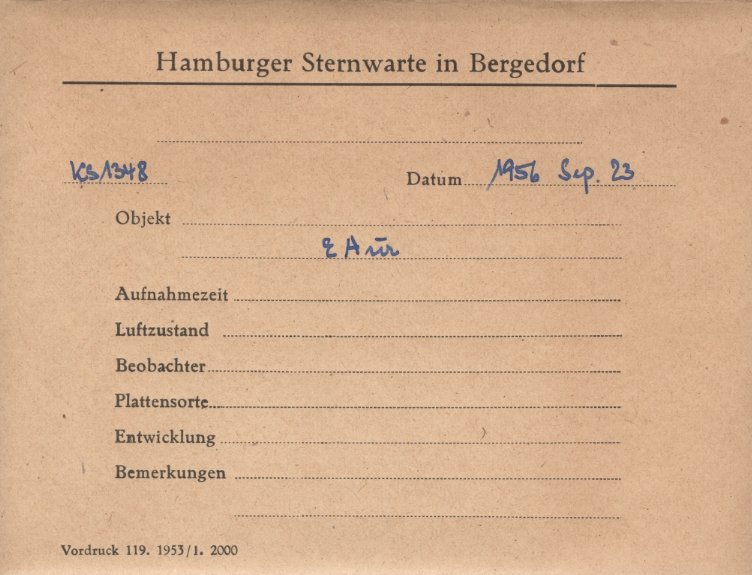 Hamburger Sternwarte in Bergedorf
KS1348 Datum 1956 Sep. 23
Objekt
ε Aur
Aufnahmezeit
Luftzustand
Beobachter
Plattensorte
Entwicklung
Bemerkungen
Vordruck 119. 1953/1. 2000